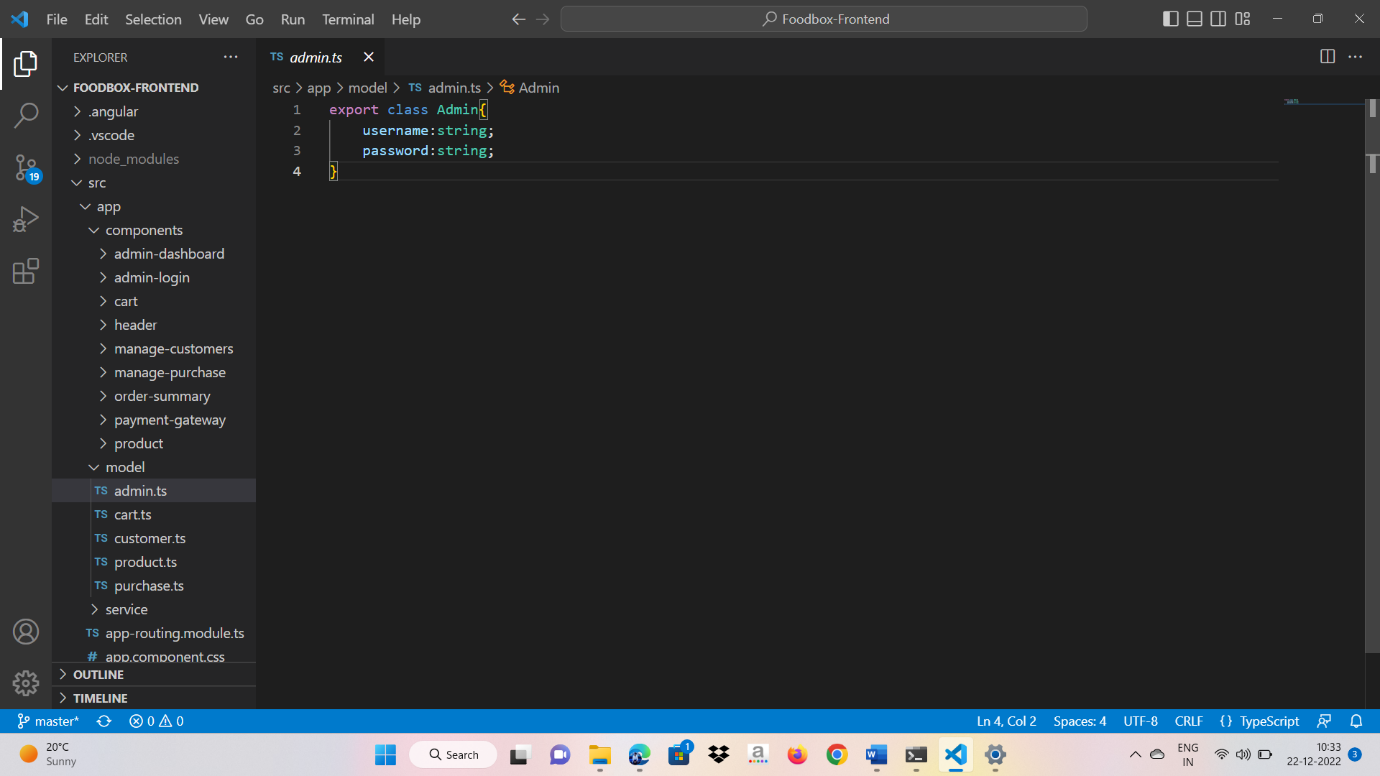 File Edit Selection View Go Run Terminal Help
Foodbox-Frontend
EXPLORER
FOODBOX-FRONTEND
.angular
.vscode
node_modules
src
app
components
admin-dashboard
admin-login
cart
header
manage-customers
manage-purchase
order-summary
payment-gateway
product
model
TS admin.ts
TS cart.ts
TS customer.ts
TS product.ts
TS purchase.ts
service
TS app-routing.module.ts
# app.component.css
OUTLINE
TIMELINE
19
TS admin.ts
src > app > model > TS admin.ts > Admin
1 export class Admin{
2 username:string;
3 password:string;
4 }
master* 0 0 Ln 4, Col 2 Spaces: 4 UTF-8 CRLF {} TypeScript
20°C
Sunny
Search
1
a
ENG
IN
10:33
22-12-2022
3